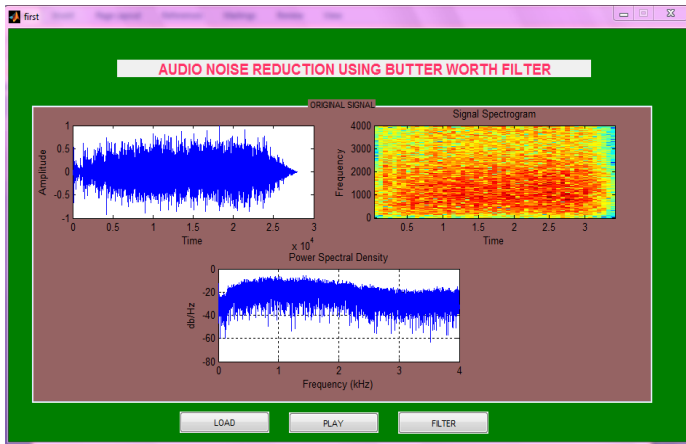 first
AUDIO NOISE REDUCTION USING BUTTER WORTH FILTER
ORIGINAL SIGNAL
1
0.5
0
-0.5
-1
Amplitude
0 0.5 1 1.5 2 2.5 3
Time
x 10^4
Signal Spectrogram
4000
3000
2000
1000
0
Frequency
0.5 1 1.5 2 2.5 3
Time
Power Spectral Density
0
-20
-40
-60
-80
db/Hz
0 1 2 3 4
Frequency (kHz)
LOAD
PLAY
FILTER